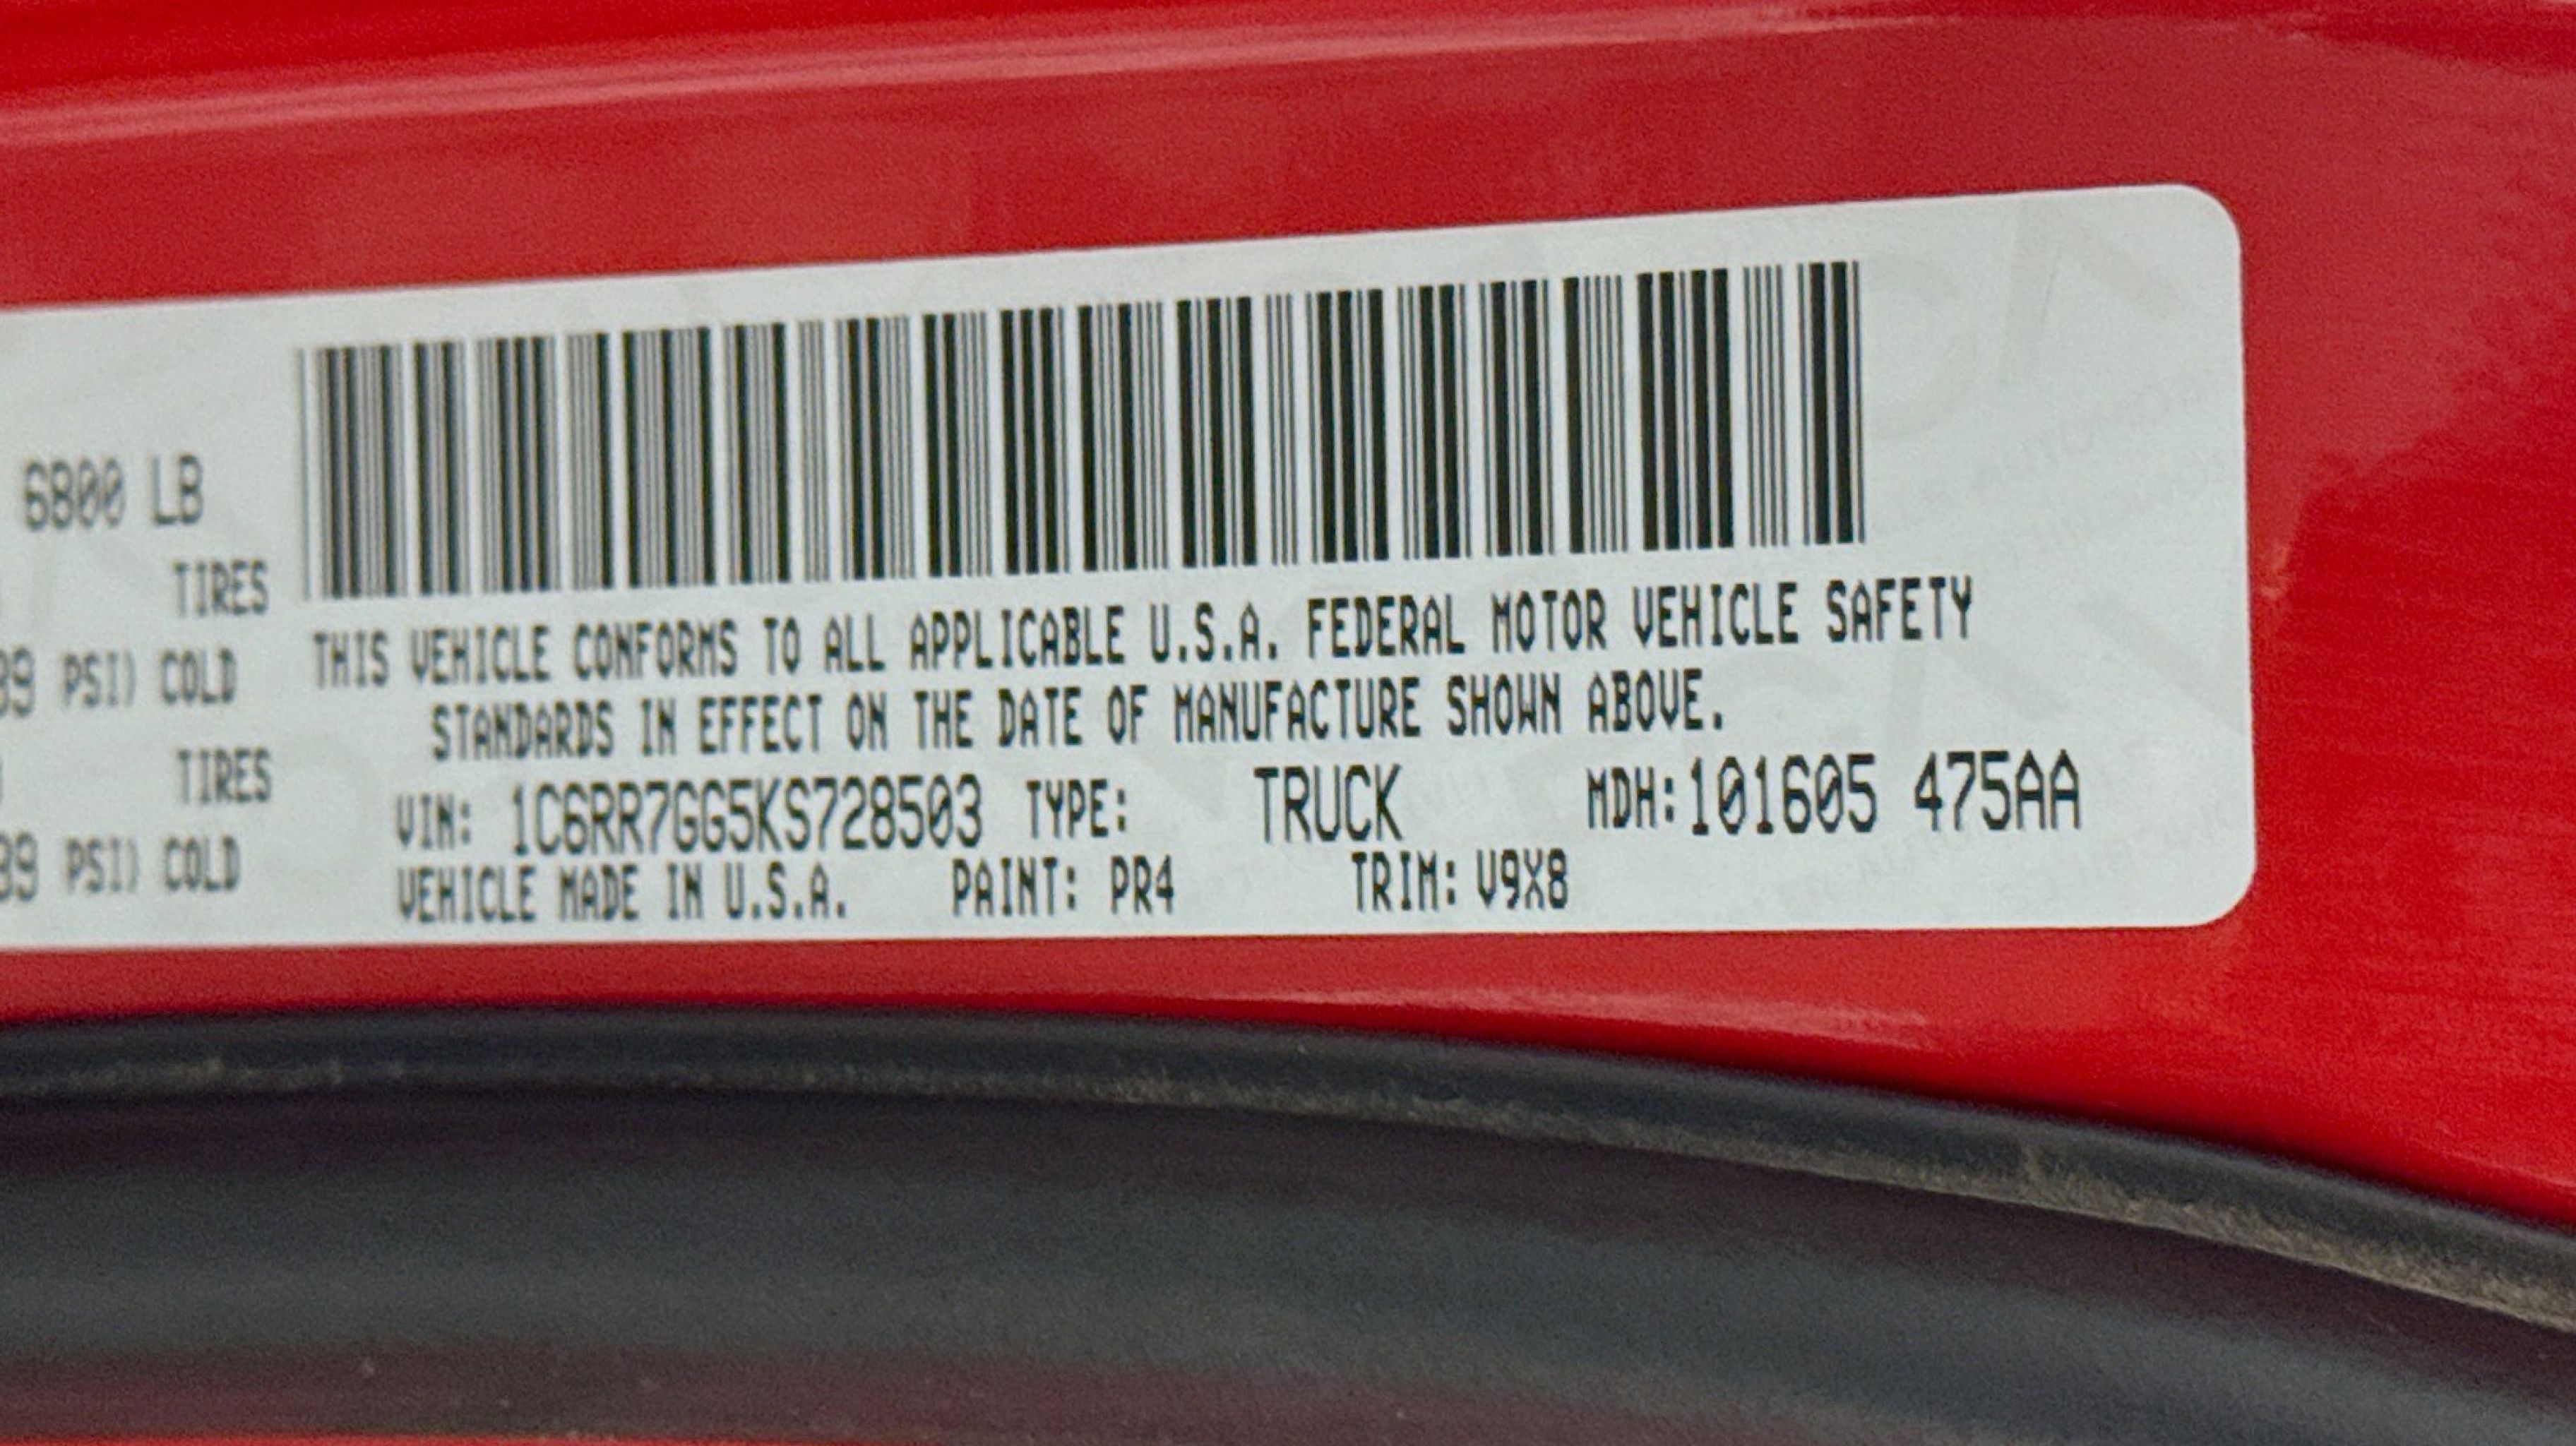 6800 LB
TIRES
39 PSI) COLD
TIRES
39 PSI) COLD
THIS VEHICLE CONFORMS TO ALL APPLICABLE U.S.A. FEDERAL MOTOR VEHICLE SAFETY
STANDARDS IN EFFECT ON THE DATE OF MANUFACTURE SHOWN ABOVE.
VIN: 1C6RR7GG5KS728503 TYPE: TRUCK MDH:101605 475AA
VEHICLE MADE IN U.S.A. PAINT: PR4 TRIM: V9X8